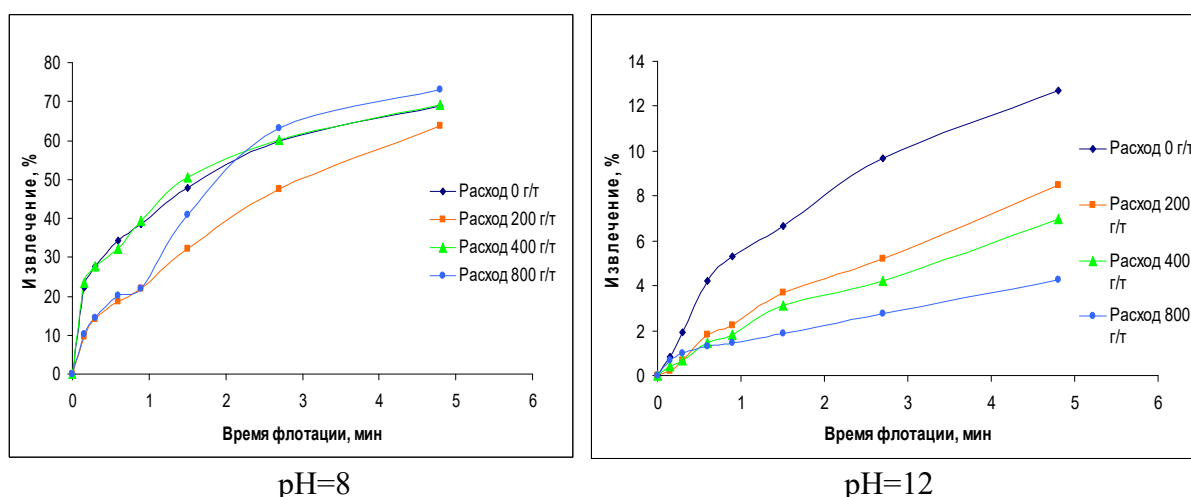 80
70
60
50
40
30
20
10
0
Извлечение, %
0 1 2 3 4 5 6
Время флотации, мин
Расход 0 г/т
Расход 200 г/т
Расход 400 г/т
Расход 800 г/т
pH=8
14
12
10
8
6
4
2
0
Извлечение, %
0 1 2 3 4 5 6
Время флотации, мин
Расход 0 г/т
Расход 200
г/т
Расход 400
г/т
Расход 800
г/т
pH=12